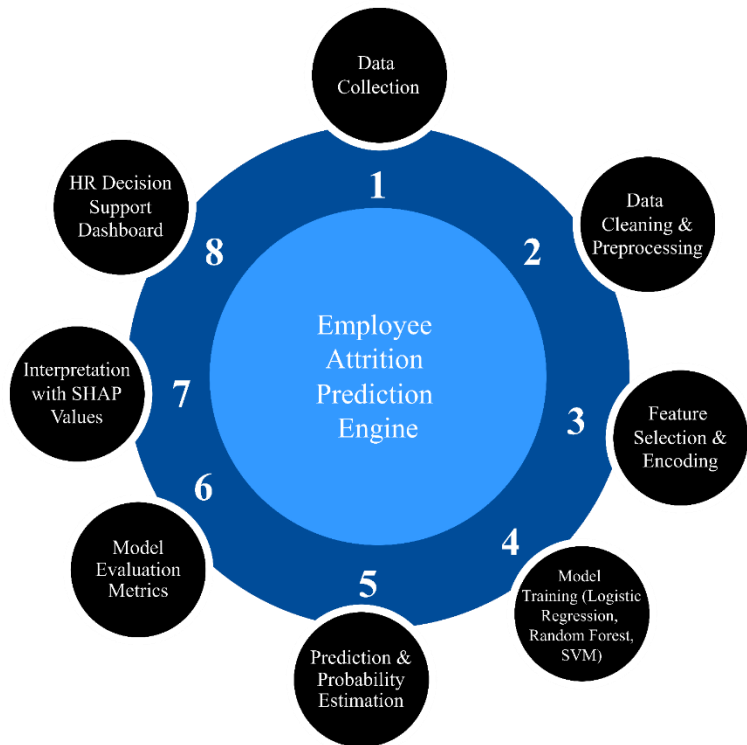 Data
Collection
1
Data
Cleaning &
Preprocessing
2
Feature
Selection &
Encoding
3
Model
Training (Logistic
Regression,
Random Forest,
SVM)
4
Prediction &
Probability
Estimation
5
Model
Evaluation
Metrics
6
Interpretation
with SHAP
Values
7
HR Decision
Support
Dashboard
8
Employee
Attrition
Prediction
Engine